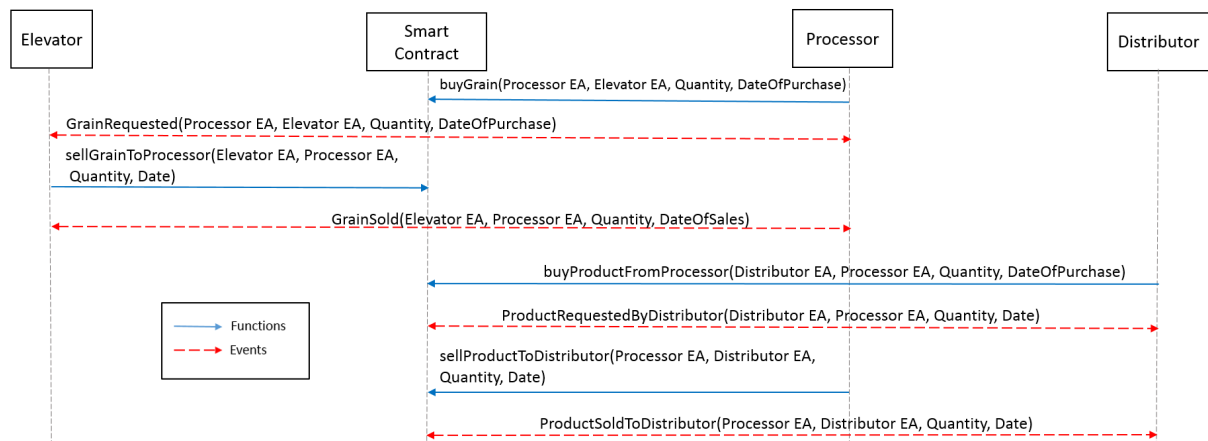 Elevator
Smart
Contract
Processor
Distributor
buyGrain(Processor EA, Elevator EA, Quantity, DateOfPurchase)
GrainRequested(Processor EA, Elevator EA, Quantity, DateOfPurchase)
sellGrainToProcessor(Elevator EA, Processor EA,
Quantity, Date)
GrainSold(Elevator EA, Processor EA, Quantity, DateOfSales)
buyProductFromProcessor(Distributor EA, Processor EA, Quantity, DateOfPurchase)
ProductRequestedByDistributor(Distributor EA, Processor EA, Quantity, Date)
Functions
Events
sellProductToDistributor(Processor EA, Distributor EA,
Quantity, Date)
ProductSoldToDistributor(Processor EA, Distributor EA, Quantity, Date)